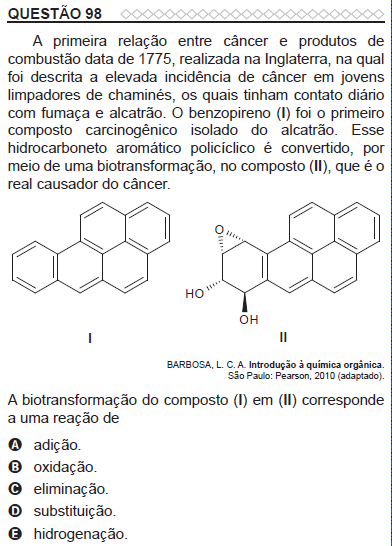 QUESTÃO 98
A primeira relação entre câncer e produtos de
combustão data de 1775, realizada na Inglaterra, na qual
foi descrita a elevada incidência de câncer em jovens
limpadores de chaminés, os quais tinham contato diário
com fumaça e alcatrão. O benzopireno (I) foi o primeiro
composto carcinogênico isolado do alcatrão. Esse
hidrocarboneto aromático policíclico é convertido, por
meio de uma biotransformação, no composto (II), que é o
real causador do câncer.
O
HO
OH
I
II
BARBOSA, L. C. A. Introdução à química orgânica.
São Paulo: Pearson, 2010 (adaptado).
A biotransformação do composto (I) em (II) corresponde
a uma reação de
A adição.
B oxidação.
C eliminação.
D substituição.
E hidrogenação.